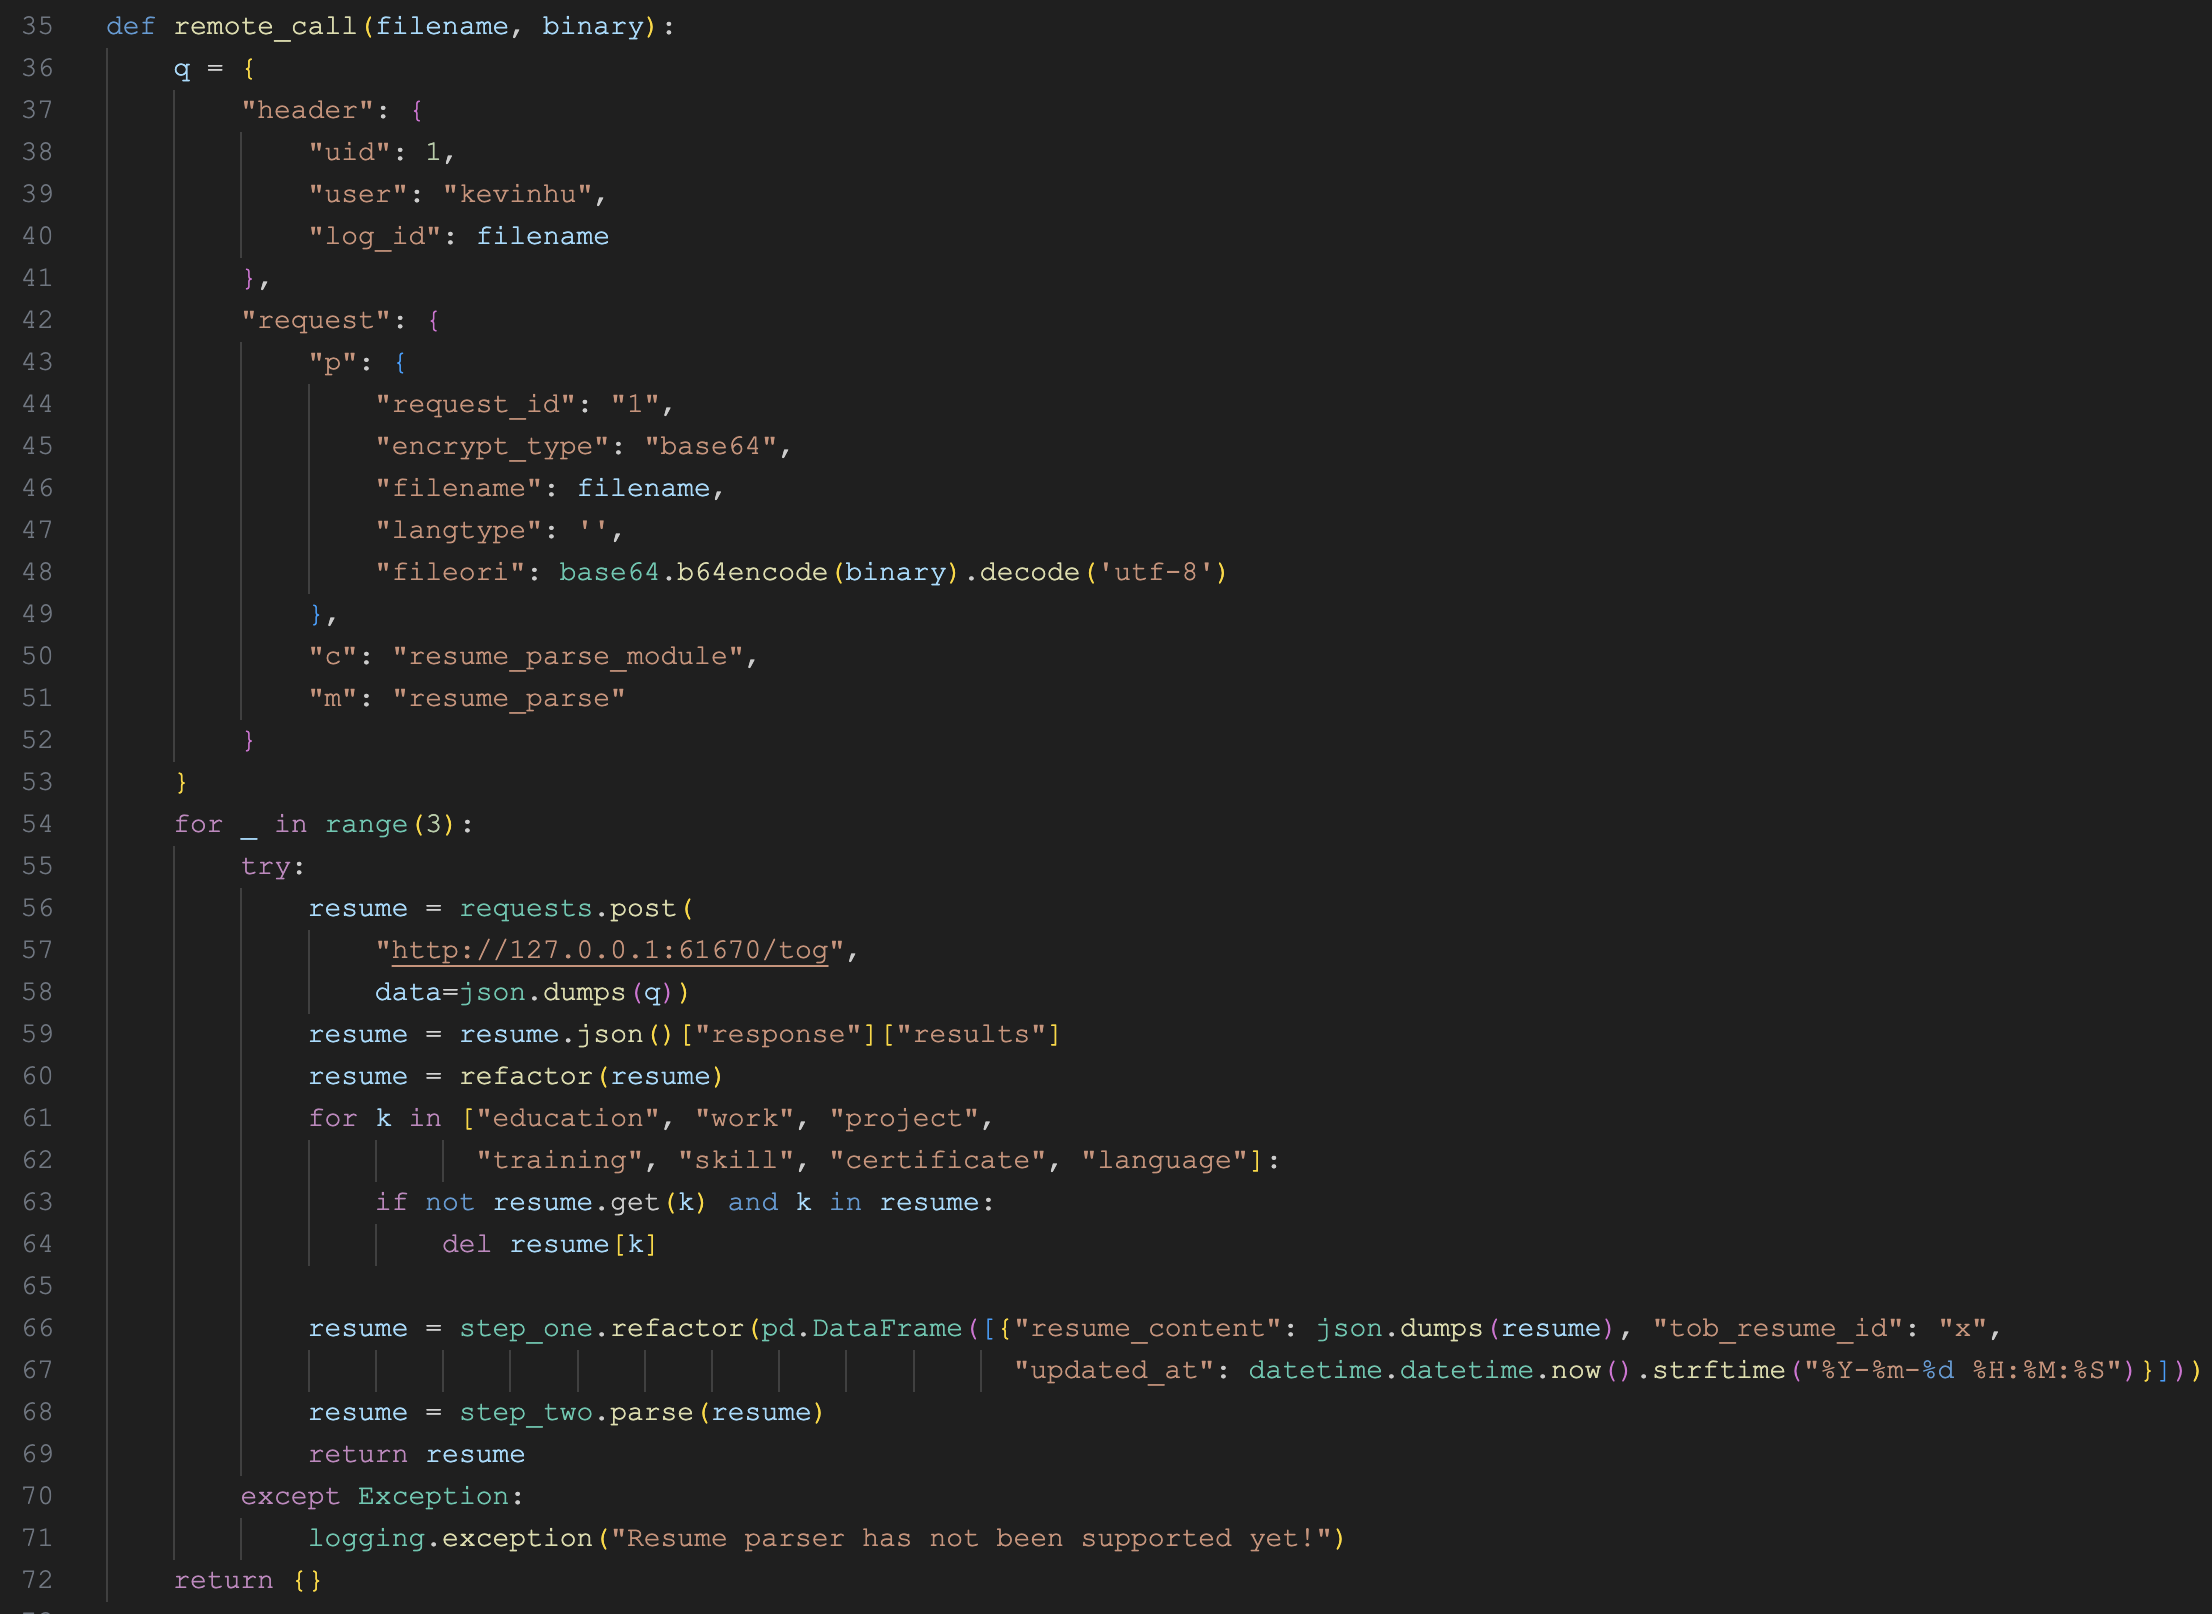 35 def remote_call(filename, binary):
36     q = {
37         "header": {
38             "uid": 1,
39             "user": "kevinhu",
40             "log_id": filename
41         },
42         "request": {
43             "p": {
44                 "request_id": "1",
45                 "encrypt_type": "base64",
46                 "filename": filename,
47                 "langtype": '',
48                 "fileori": base64.b64encode(binary).decode('utf-8')
49             },
50             "c": "resume_parse_module",
51             "m": "resume_parse"
52         }
53     }
54     for _ in range(3):
55         try:
56             resume = requests.post(
57                 "http://127.0.0.1:61670/tog",
58                 data=json.dumps(q))
59             resume = resume.json()["response"]["results"]
60             resume = refactor(resume)
61             for k in ["education", "work", "project",
62                       "training", "skill", "certificate", "language"]:
63                 if not resume.get(k) and k in resume:
64                     del resume[k]
65
66             resume = step_one.refactor(pd.DataFrame([{"resume_content": json.dumps(resume), "tob_resume_id": "x",
67                                                       "updated_at": datetime.datetime.now().strftime("%Y-%m-%d %H:%M:%S")}]))
68             resume = step_two.parse(resume)
69             return resume
70         except Exception:
71             logging.exception("Resume parser has not been supported yet!")
72     return {}